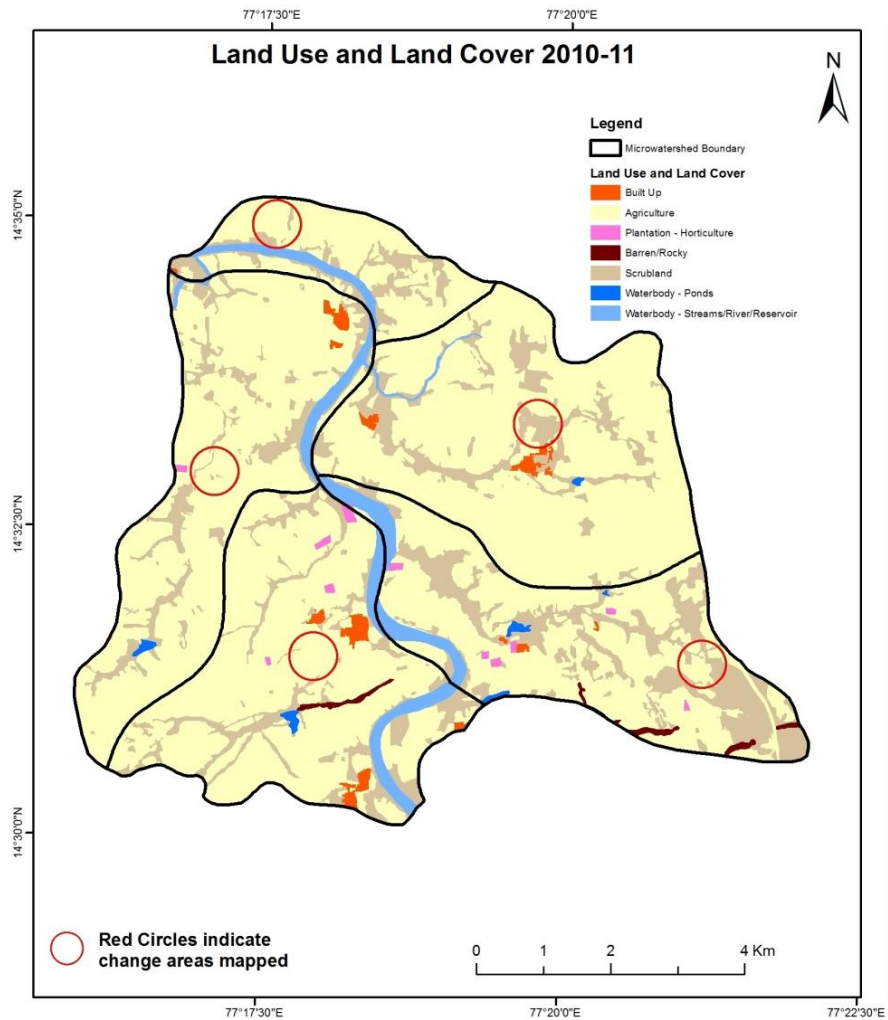 77°17'30"E
77°20'0"E
Land Use and Land Cover 2010-11
N
Legend
Microwatershed Boundary
Land Use and Land Cover
Built Up
Agriculture
Plantation - Horticulture
Barren/Rocky
Scrubland
Waterbody - Ponds
Waterbody - Streams/River/Reservoir
14°35'0"N
14°32'30"N
14°30'0"N
Red Circles indicate
change areas mapped
0 1 2 4 Km
77°17'30"E
77°20'0"E
77°22'30"E